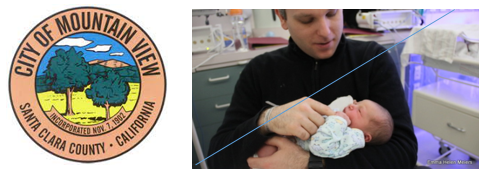 CITY OF MOUNTAIN VIEW
INCORPORATED NOV. 7, 1902
SANTA CLARA COUNTY • CALIFORNIA